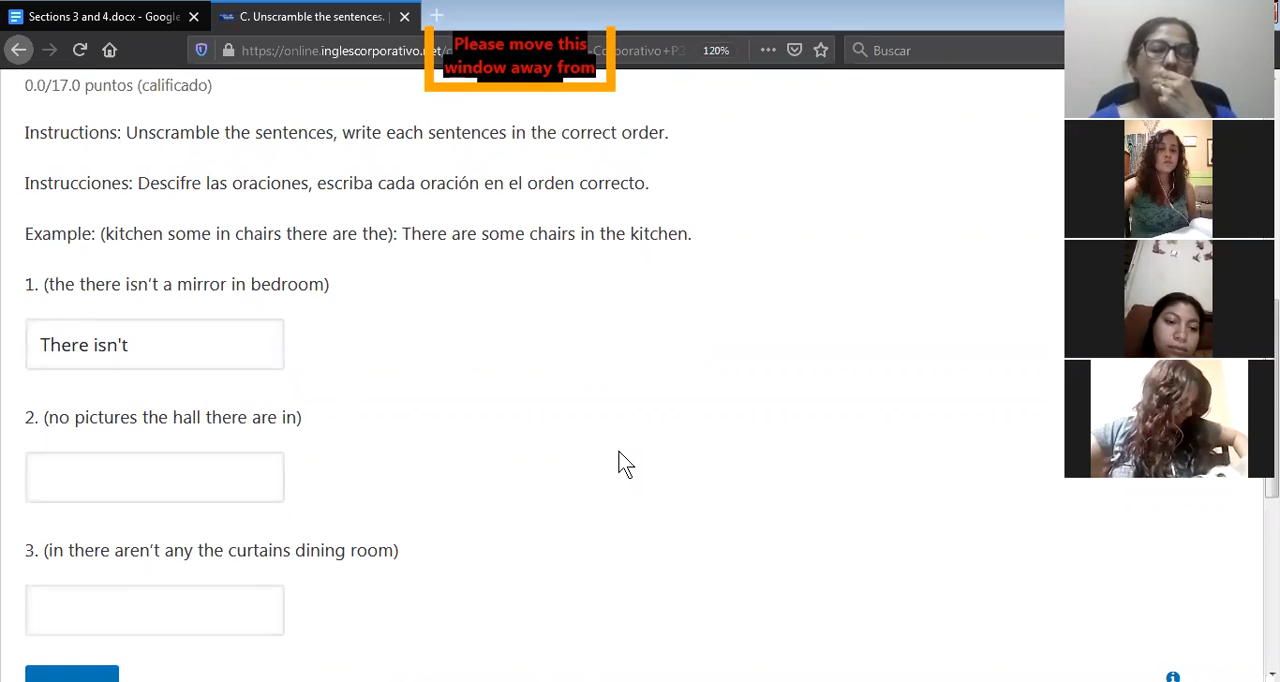 Sections 3 and 4.docx - Google
C. Unscramble the sentences. |
https://online.inglescorporativo.net/
Corporativo+P
120%
Buscar
Please move this
window away from
0.0/17.0 puntos (calificado)
Instructions: Unscramble the sentences, write each sentences in the correct order.
Instrucciones: Descifre las oraciones, escriba cada oración en el orden correcto.
Example: (kitchen some in chairs there are the): There are some chairs in the kitchen.
1. (the there isn’t a mirror in bedroom)
There isn't
2. (no pictures the hall there are in)
3. (in there aren’t any the curtains dining room)